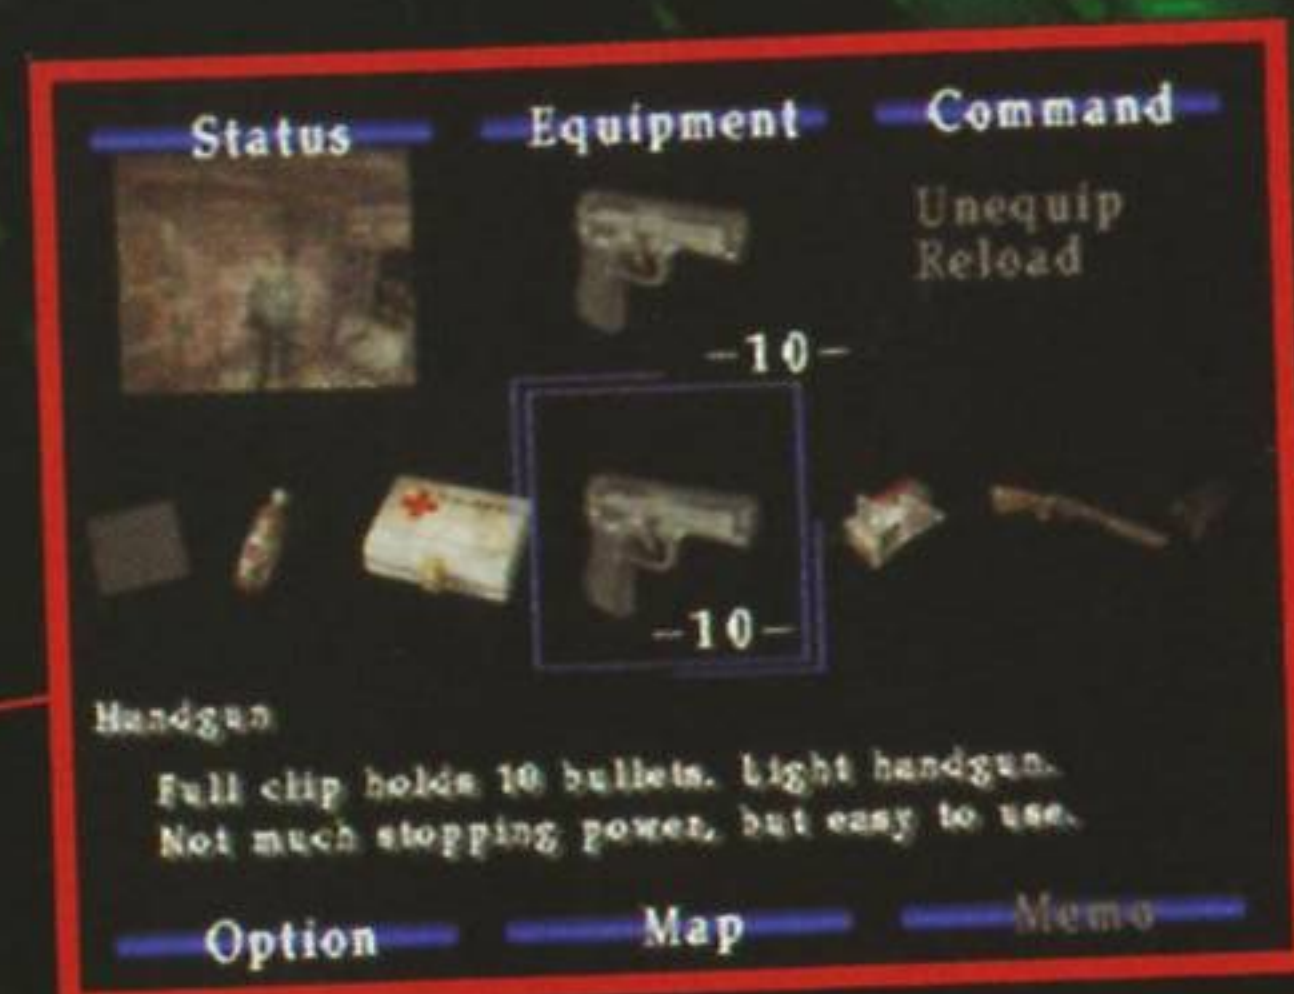 Status
Equipment
Command
Unequip
Reload
-10-
-10-
Handgun
Full clip holds 10 bullets. Light handgun.
Not much stopping power, but easy to use.
Option
Map
Memo